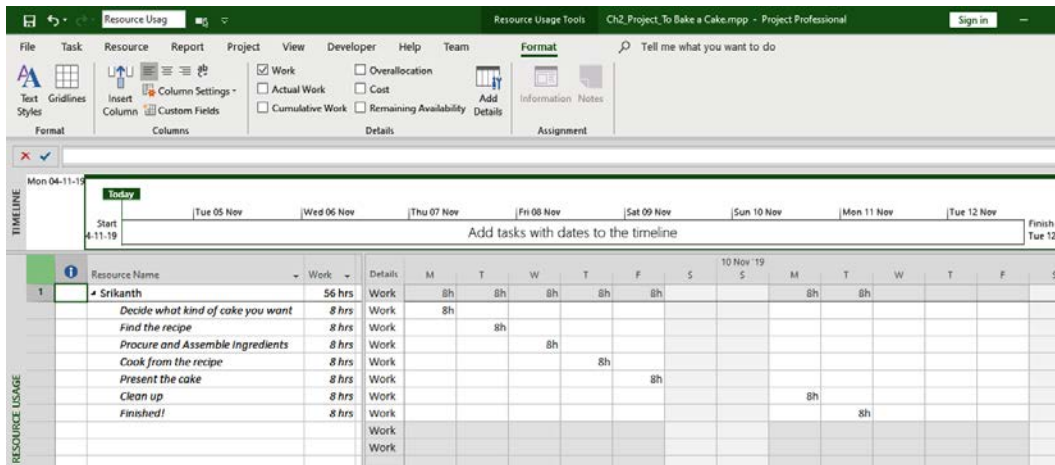 Resource Usag
Resource Usage Tools
Ch2_Project_To Bake a Cake.mpp - Project Professional
Sign in
File Task Resource Report Project View Developer Help Team Format Tell me what you want to do
Text Styles
Gridlines
Format
Insert Column
Column Settings
Custom Fields
Columns
Work
Actual Work
Cumulative Work
Overallocation
Cost
Remaining Availability
Add Details
Details
Information
Notes
Assignment
TIMELINE
Mon 04-11-19
Today
Tue 05 Nov Wed 06 Nov Thu 07 Nov Fri 08 Nov Sat 09 Nov Sun 10 Nov Mon 11 Nov Tue 12 Nov
Start
4-11-19
Add tasks with dates to the timeline
Finish
Tue 12
RESOURCE USAGE
10 Nov '19
Resource Name Work Details M T W T F S S M T W T F S
1 Srikanth 56 hrs Work 8h 8h 8h 8h 8h 8h 8h
Decide what kind of cake you want 8 hrs Work 8h
Find the recipe 8 hrs Work 8h
Procure and Assemble Ingredients 8 hrs Work 8h
Cook from the recipe 8 hrs Work 8h
Present the cake 8 hrs Work 8h
Clean up 8 hrs Work 8h
Finished! 8 hrs Work 8h
Work
Work